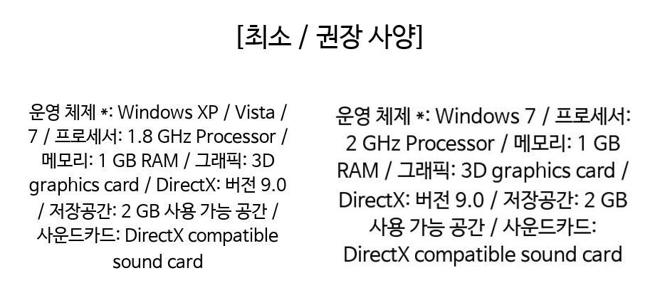 [최소 / 권장 사양]
운영 체제 *: Windows XP / Vista /
7 / 프로세서: 1.8 GHz Processor /
메모리: 1 GB RAM / 그래픽: 3D
graphics card / DirectX: 버전 9.0
/ 저장공간: 2 GB 사용 가능 공간 /
사운드카드: DirectX compatible
sound card
운영 체제 *: Windows 7 / 프로세서:
2 GHz Processor / 메모리: 1 GB
RAM / 그래픽: 3D graphics card /
DirectX: 버전 9.0 / 저장공간: 2 GB
사용 가능 공간 / 사운드카드:
DirectX compatible sound card